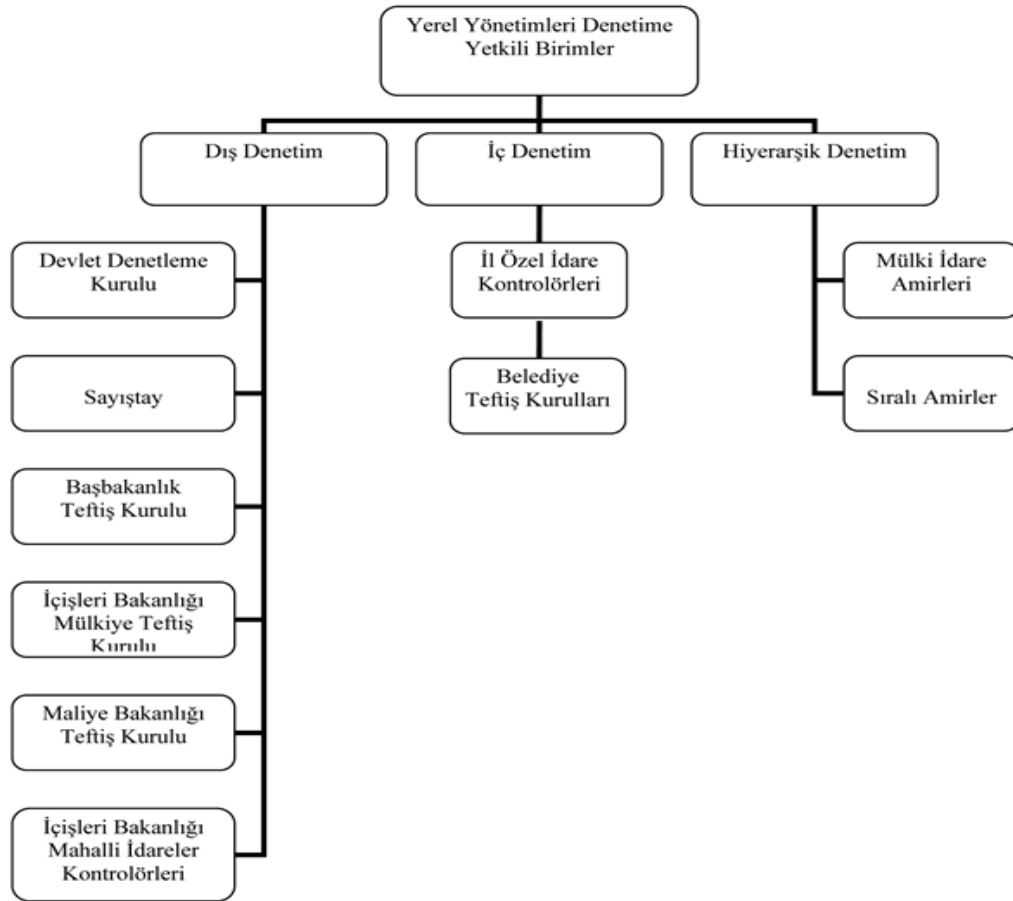 Yerel Yönetimleri Denetime
Yetkili Birimler
Dış Denetim
İç Denetim
Hiyerarşik Denetim
Devlet Denetleme
Kurulu
Sayıştay
Başbakanlık
Teftiş Kurulu
İçişleri Bakanlığı
Mülkiye Teftiş
Kurulu
Maliye Bakanlığı
Teftiş Kurulu
İçişleri Bakanlığı
Mahalli İdareler
Kontrolörleri
İl Özel İdare
Kontrolörleri
Belediye
Teftiş Kurulları
Mülki İdare
Amirleri
Sıralı Amirler